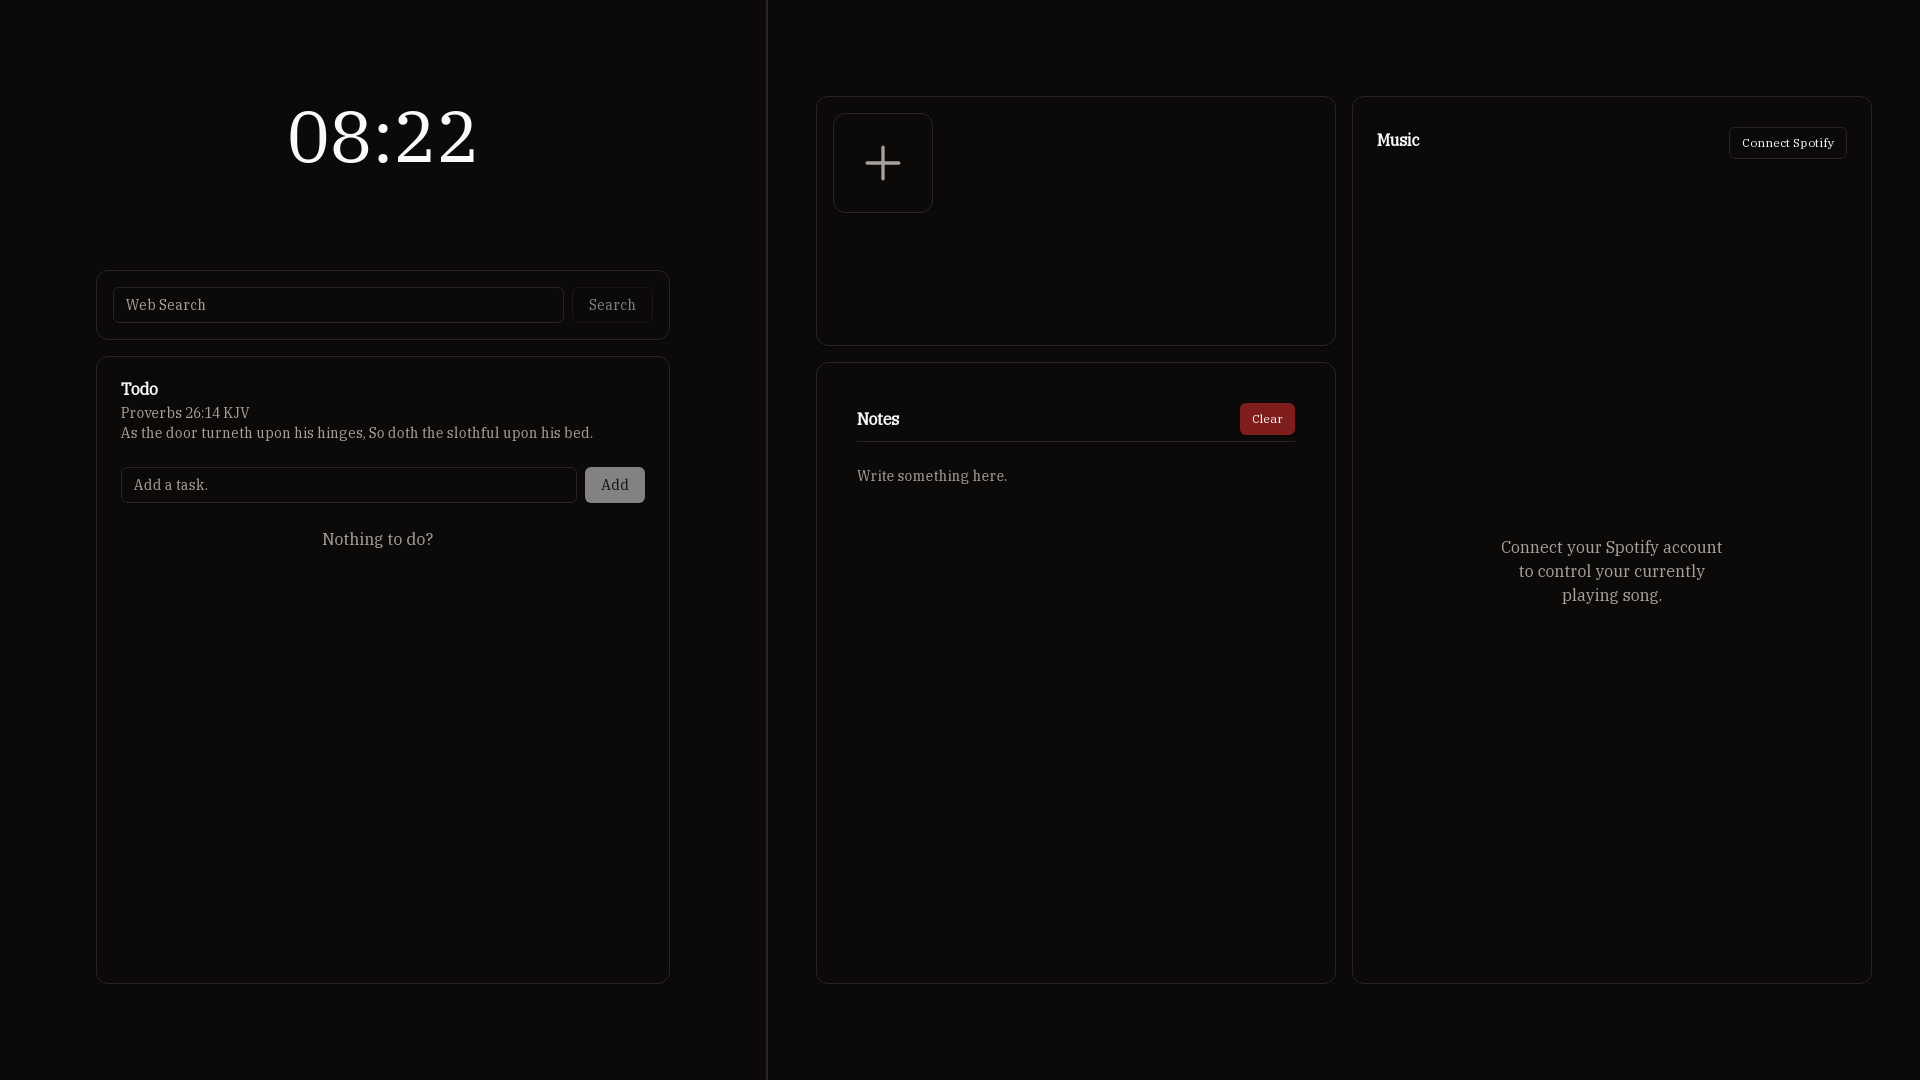 08:22
Web Search
Search
Todo
Proverbs 26:14 KJV
As the door turneth upon his hinges, So doth the slothful upon his bed.
Add a task.
Add
Nothing to do?
Notes
Clear
Write something here.
Music
Connect Spotify
Connect your Spotify account
to control your currently
playing song.